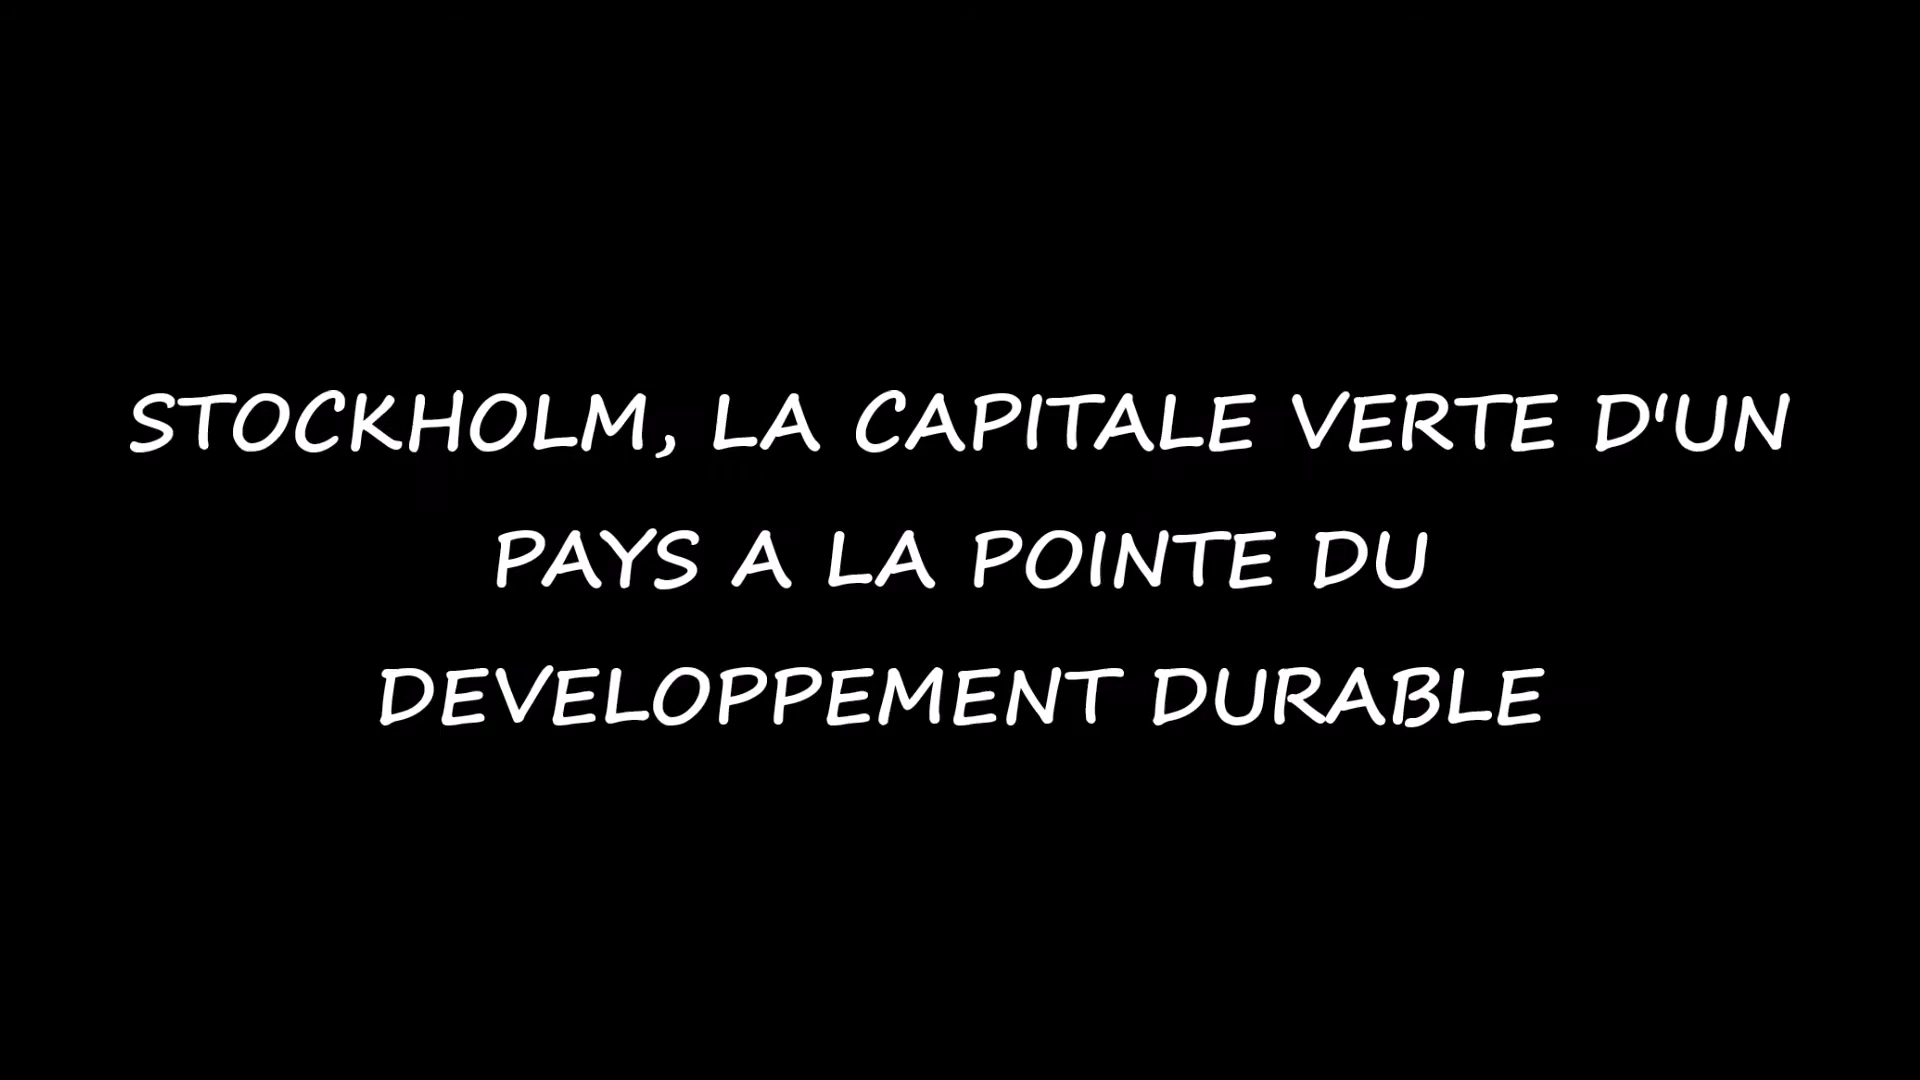 STOCKHOLM, LA CAPITALE VERTE D'UN
PAYS A LA POINTE DU
DEVELOPPEMENT DURABLE